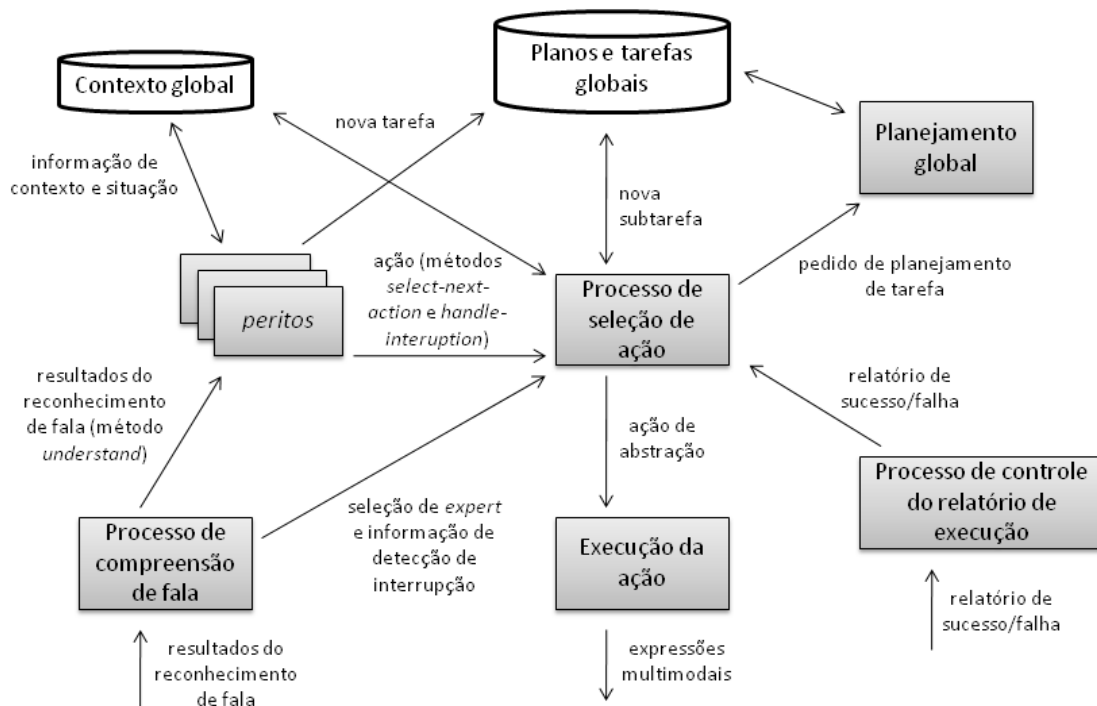 Contexto global
Planos e tarefas
globais
nova tarefa
Planejamento
global
informação de
contexto e situação
nova
subtarefa
pedido de planejamento
de tarefa
peritos
ação (métodos
select-next-
action e handle-
interuption)
Processo de
seleção de
ação
resultados do
reconhecimento
de fala (método
understand)
relatório de
sucesso/falha
ação de
abstração
Processo de controle
do relatório de
execução
seleção de expert
e informação de
detecção de
interrupção
Processo de
compreensão
de fala
Execução da
ação
relatório de
sucesso/falha
resultados do
reconhecimento
de fala
expressões
multimodais